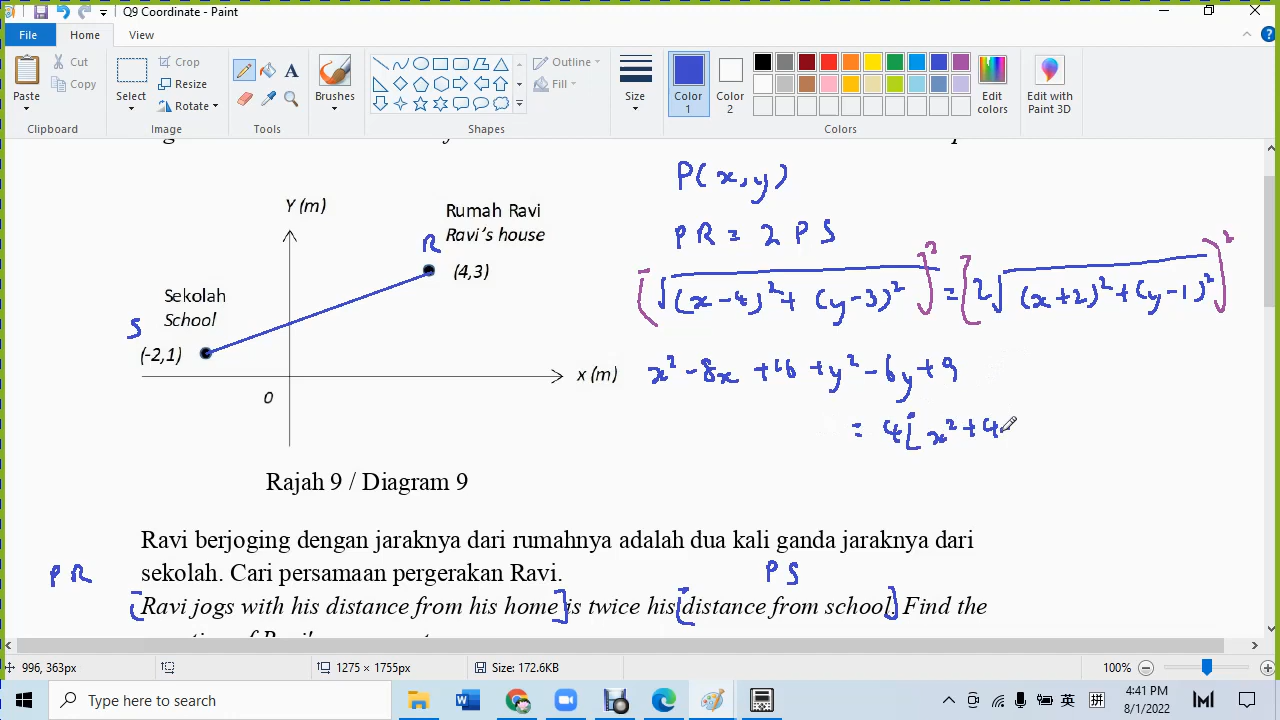 Q9 Coordinate - Paint
File Home View
Paste
Cut
Copy
Clipboard
Select
Crop
Resize
Rotate
Image
Tools
Brushes
Outline
Fill
Shapes
Size
Color 1
Color 2
Edit colors
Edit with Paint 3D
Colors
P(x,y)
Y (m)
Rumah Ravi
Ravi's house
PR = 2 PS
R
(4,3)
[√(x-4)²+(y-3)²]² = [2√(x+2)²+(y-1)²]²
Sekolah
School
S
(-2,1)
x (m)
0
x²-8x+16+y²-6y+9
= 4[x²+4
Rajah 9 / Diagram 9
Ravi berjoging dengan jaraknya dari rumahnya adalah dua kali ganda jaraknya dari
PR
PS
sekolah. Cari persamaan pergerakan Ravi.
[Ravi jogs with his distance from his home] is twice his [distance from school.] Find the
996, 363px
1275 × 1755px
Size: 172.6KB
100%
Type here to search
英
拼
4:41 PM
8/1/2022